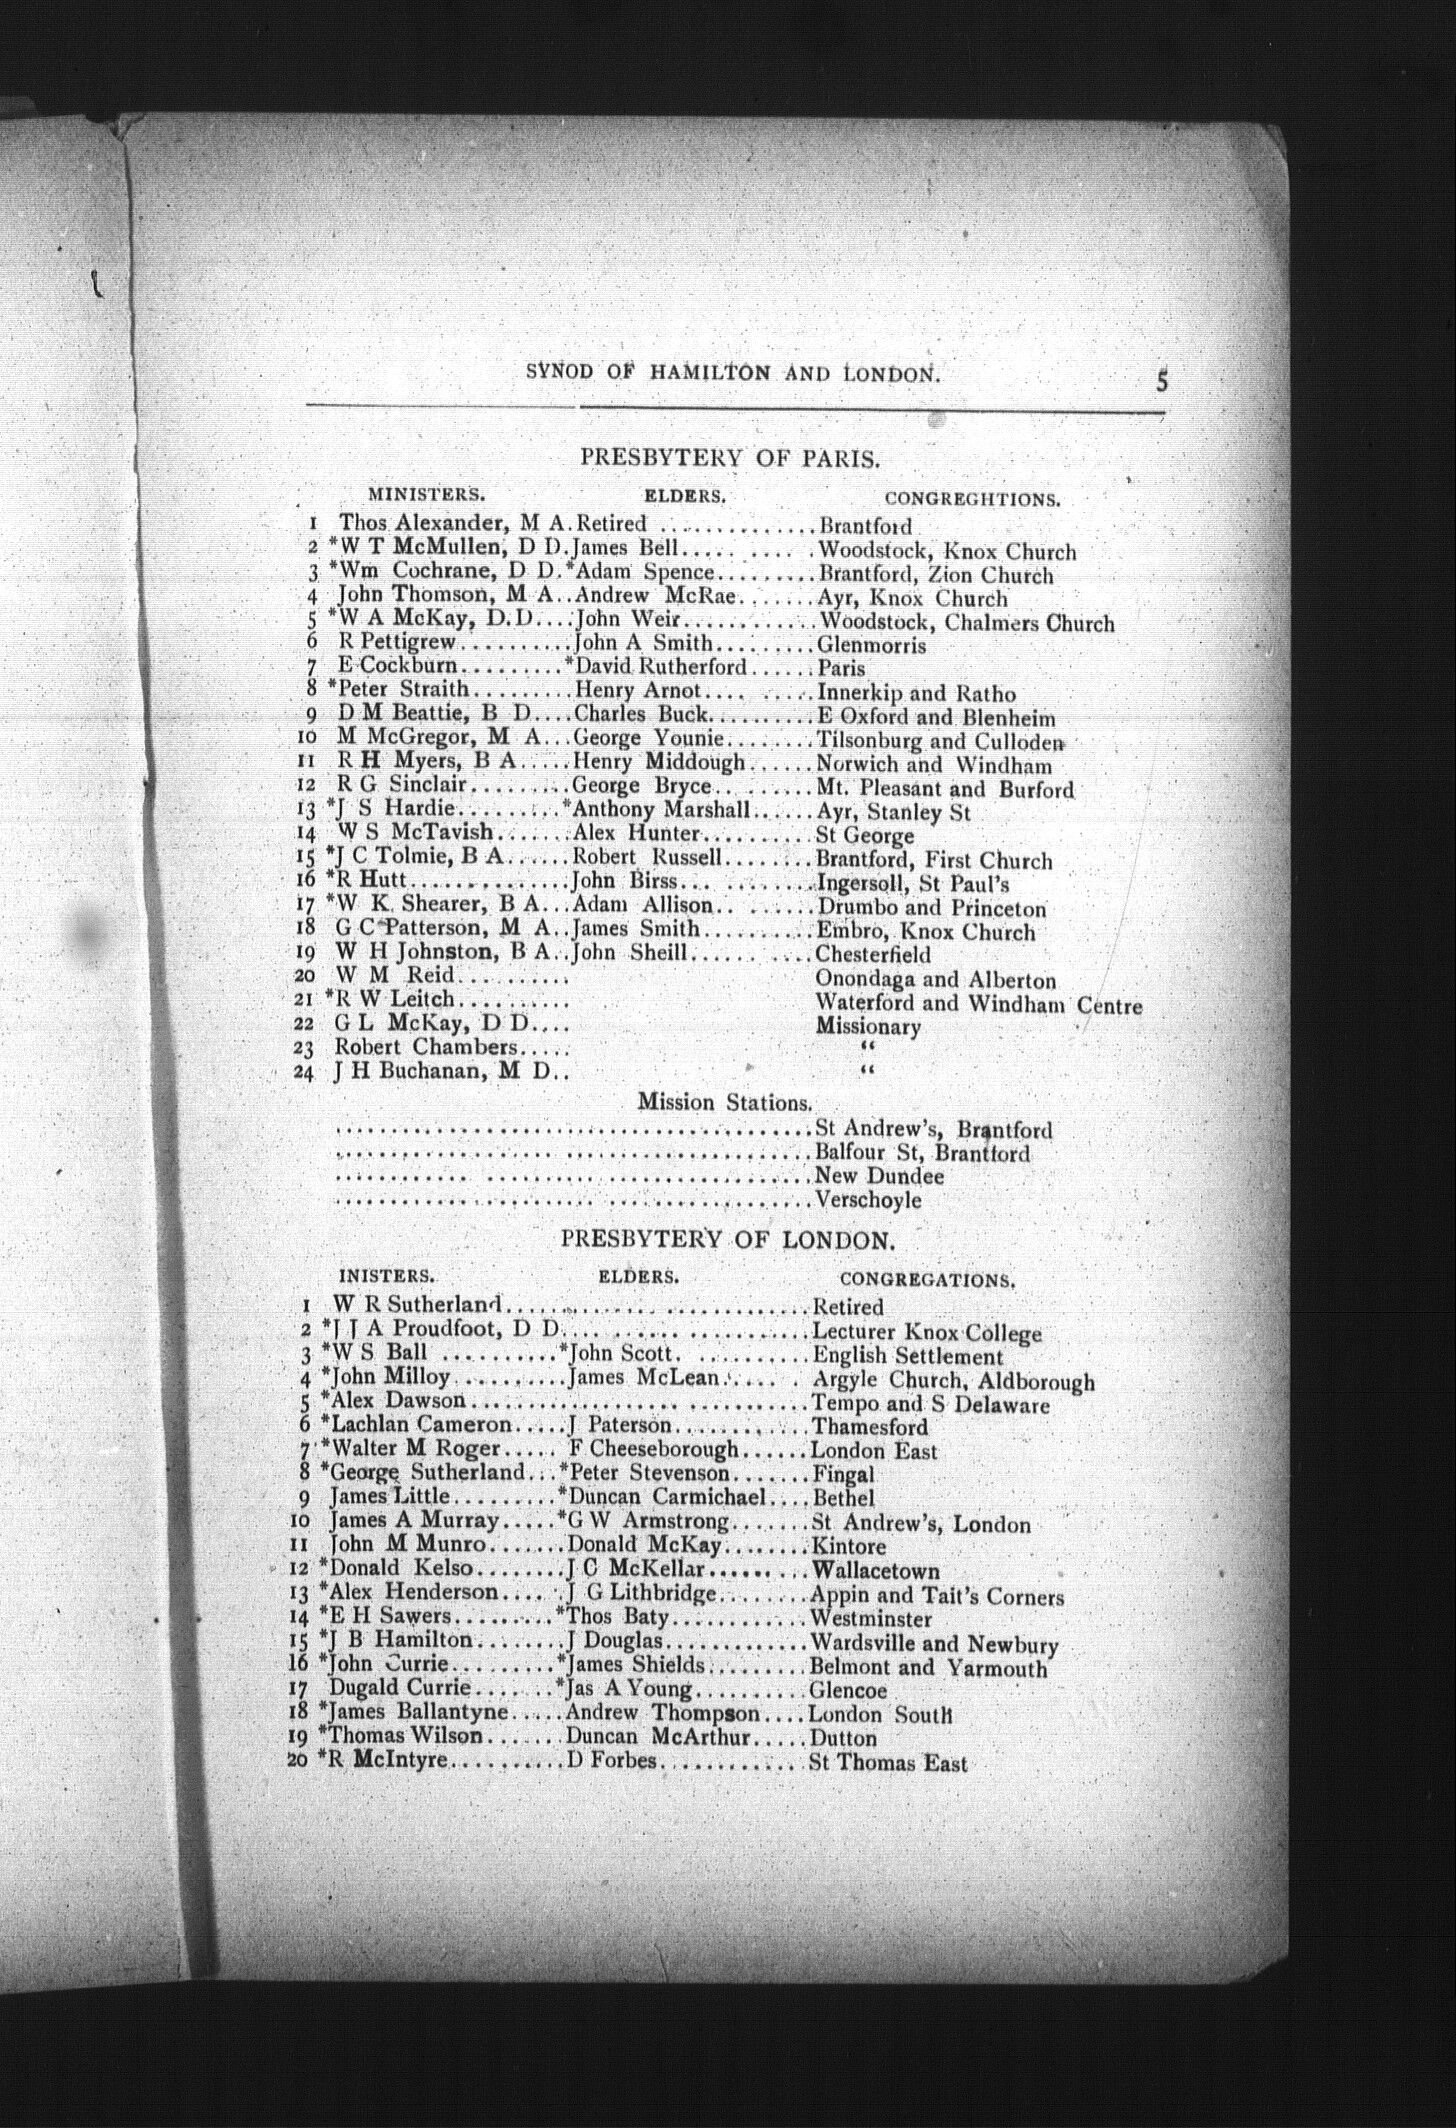 SYNOD OF HAMILTON AND LONDON. 5
PRESBYTERY OF PARIS.
MINISTERS. ELDERS. CONGREGHTIONS.
1 Thos Alexander, M A. Retired .............. Brantford
2 *W T McMullen, D D. James Bell..... ...... Woodstock, Knox Church
3 *Wm Cochrane, D D. *Adam Spence......... Brantford, Zion Church
4 John Thomson, M A.. Andrew McRae....... Ayr, Knox Church
5 *W A McKay, D.D.... John Weir............ Woodstock, Chalmers Church
6 R Pettigrew.......... John A Smith......... Glenmorris
7 E Cockburn......... *David Rutherford...... Paris
8 *Peter Straith......... Henry Arnot.... ..... Innerkip and Ratho
9 D M Beattie, B D.... Charles Buck.......... E Oxford and Blenheim
10 M McGregor, M A... George Younie........ Tilsonburg and Culloden
11 R H Myers, B A..... Henry Middough...... Norwich and Windham
12 R G Sinclair......... George Bryce.. ...... Mt. Pleasant and Burford
13 *J S Hardie......... *Anthony Marshall...... Ayr, Stanley St
14 W S McTavish....... Alex Hunter.......... St George
15 *J C Tolmie, B A...... Robert Russell........ Brantford, First Church
16 *R Hutt.............. John Birss... ........ Ingersoll, St Paul's
17 *W K Shearer, B A... Adam Allison.. ...... Drumbo and Princeton
18 G C Patterson, M A.. James Smith.......... Embro, Knox Church
19 W H Johnston, B A.. John Sheill...... .... Chesterfield
20 W M Reid.......... Onondaga and Alberton
21 *R W Leitch.......... Waterford and Windham Centre
22 G L McKay, D D.... Missionary
23 Robert Chambers..... “
24 J H Buchanan, M D.. “
Mission Stations.
............................................ St Andrew's, Brantford
............................................ Balfour St, Brantford
............................................ New Dundee
............................................ Verschoyle
PRESBYTERY OF LONDON.
INISTERS. ELDERS. CONGREGATIONS.
1 W R Sutherland............................ Retired
2 *J J A Proudfoot, D D....................... Lecturer Knox College
3 *W S Ball .......... *John Scott. .......... English Settlement
4 *John Milloy.......... James McLean...... . Argyle Church, Aldborough
5 *Alex Dawson............................... Tempo and S Delaware
6 *Lachlan Cameron..... J Paterson............ Thamesford
7 *Walter M Roger..... F Cheeseborough...... London East
8 *George Sutherland... *Peter Stevenson....... Fingal
9 James Little......... *Duncan Carmichael.... Bethel
10 James A Murray..... *G W Armstrong....... St Andrew's, London
11 John M Munro....... Donald McKay........ Kintore
12 *Donald Kelso........ J C McKellar......... Wallacetown
13 *Alex Henderson.... . J G Lithbridge........ Appin and Tait's Corners
14 *E H Sawers......... *Thos Baty............ Westminster
15 *J B Hamilton........ J Douglas............. Wardsville and Newbury
16 *John Currie......... *James Shields......... Belmont and Yarmouth
17 Dugald Currie....... *Jas A Young.......... Glencoe
18 *James Ballantyne..... Andrew Thompson.... London South
19 *Thomas Wilson....... Duncan McArthur..... Dutton
20 *R McIntyre.......... D Forbes............. St Thomas East